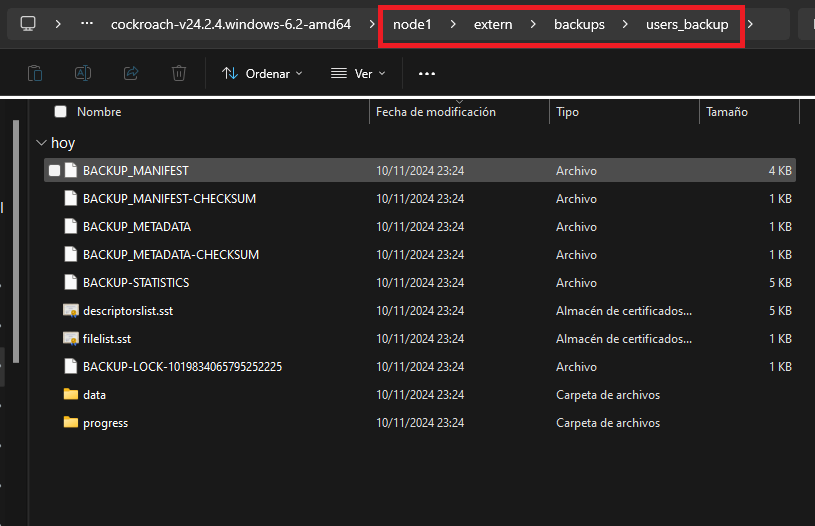 ··· cockroach-v24.2.4.windows-6.2-amd64 > node1 > extern > backups > users_backup >
Ordenar Ver ···
Nombre Fecha de modificación Tipo Tamaño
hoy
BACKUP_MANIFEST 10/11/2024 23:24 Archivo 4 KB
BACKUP_MANIFEST-CHECKSUM 10/11/2024 23:24 Archivo 1 KB
BACKUP_METADATA 10/11/2024 23:24 Archivo 1 KB
BACKUP_METADATA-CHECKSUM 10/11/2024 23:24 Archivo 1 KB
BACKUP-STATISTICS 10/11/2024 23:24 Archivo 5 KB
descriptorslist.sst 10/11/2024 23:24 Almacén de certificados... 5 KB
filelist.sst 10/11/2024 23:24 Almacén de certificados... 1 KB
BACKUP-LOCK-1019834065795252225 10/11/2024 23:24 Archivo 1 KB
data 10/11/2024 23:24 Carpeta de archivos
progress 10/11/2024 23:24 Carpeta de archivos